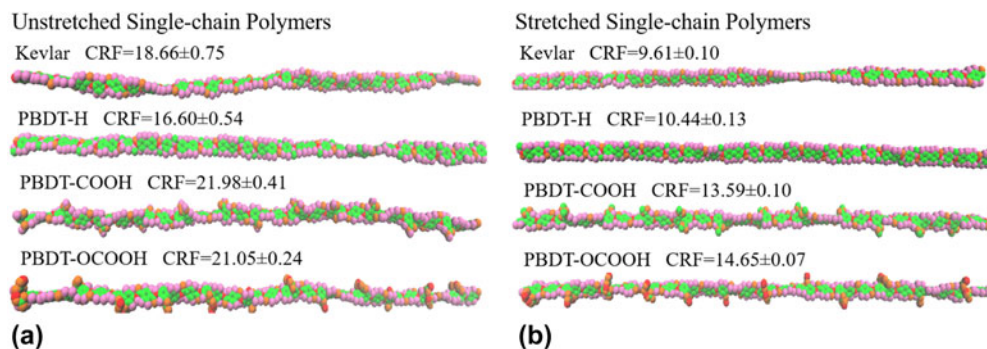 Unstretched Single-chain Polymers
Kevlar CRF=18.66±0.75
PBDT-H CRF=16.60±0.54
PBDT-COOH CRF=21.98±0.41
PBDT-OCOOH CRF=21.05±0.24
(a)
Stretched Single-chain Polymers
Kevlar CRF=9.61±0.10
PBDT-H CRF=10.44±0.13
PBDT-COOH CRF=13.59±0.10
PBDT-OCOOH CRF=14.65±0.07
(b)